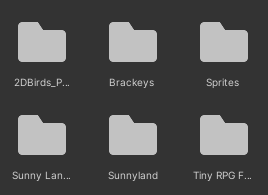 2DBirds_P...
Brackeys
Sprites
Sunny Lan...
Sunnyland
Tiny RPG F...